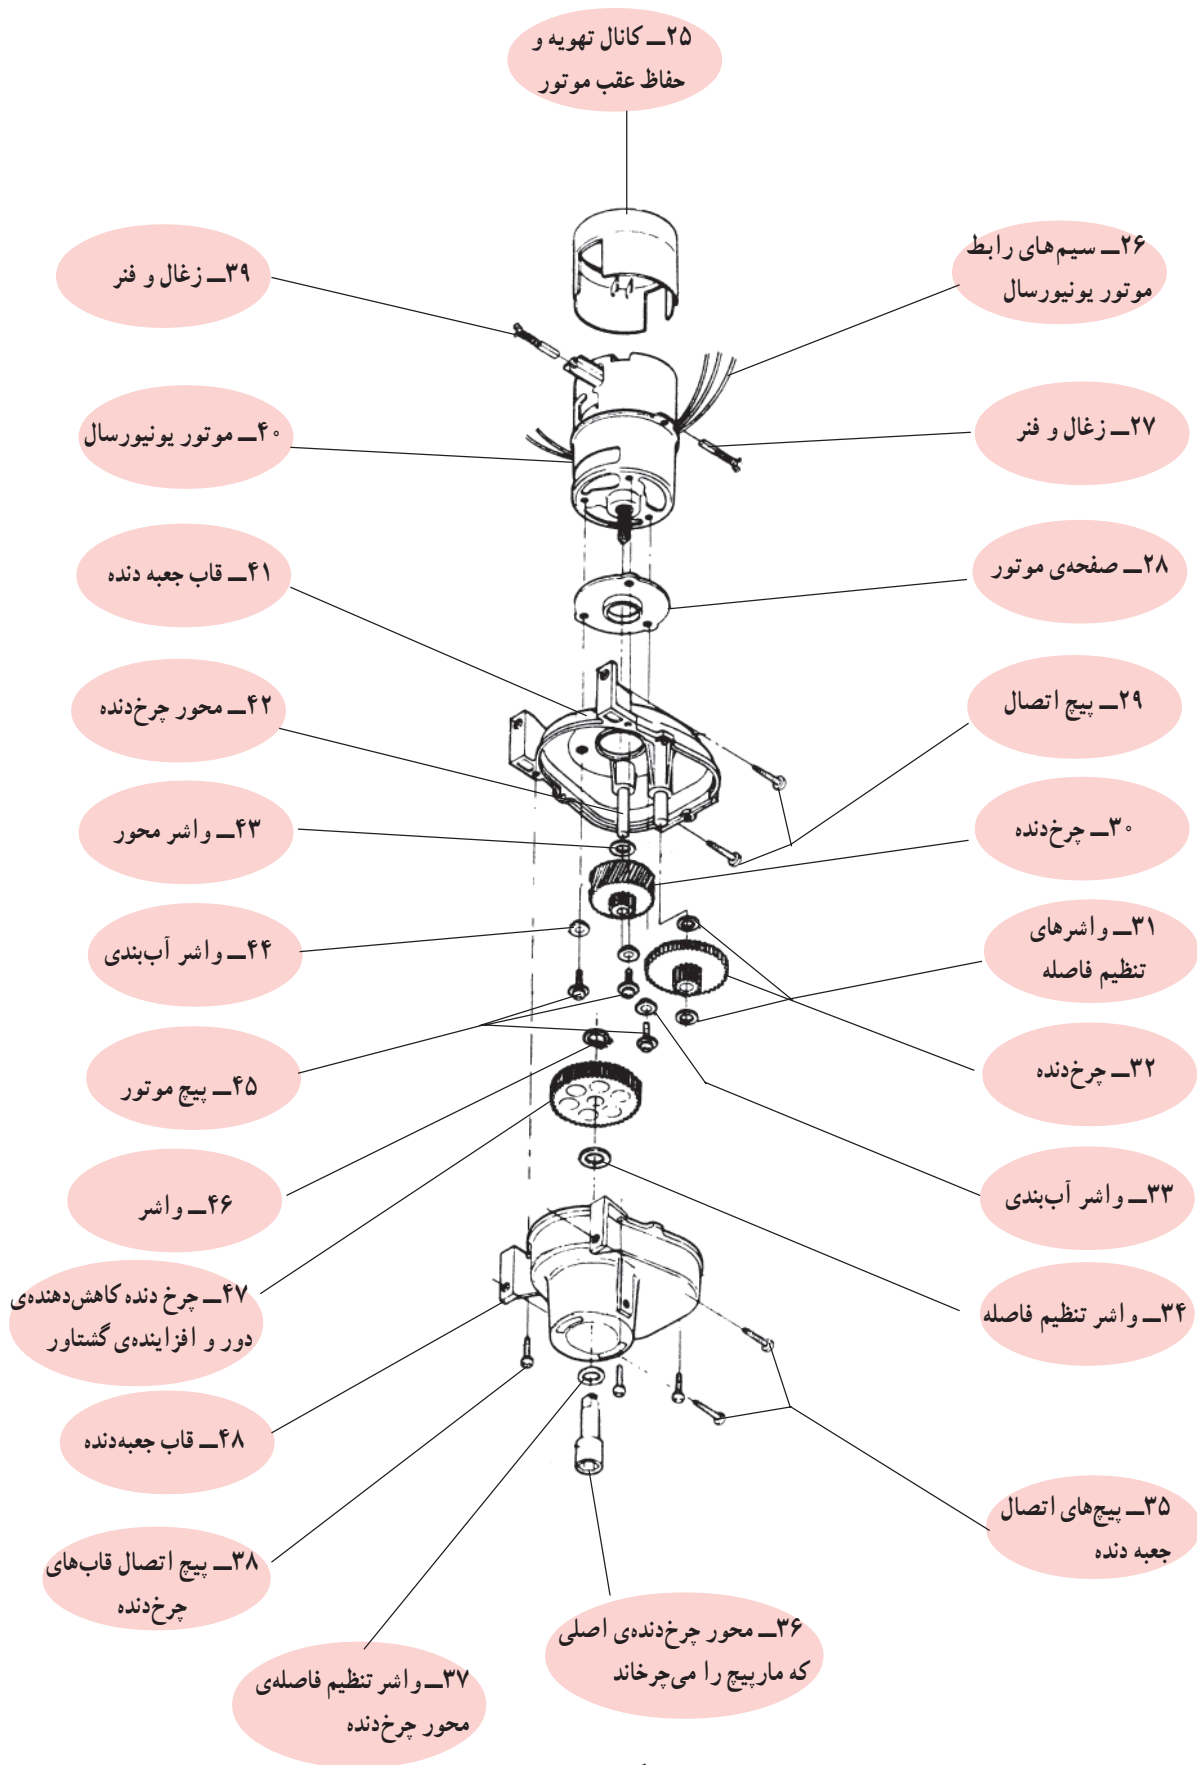 ۲۵ــ کانال تهویه و
حفاظ عقب موتور
۲۶ــ سیم‌های رابط
موتور یونیورسال
۲۷ــ زغال و فنر
۲۸ــ صفحه‌ی موتور
۲۹ــ پیچ اتصال
۳۰ــ چرخ‌دنده
۳۱ــ واشرهای
تنظیم فاصله
۳۲ــ چرخ‌دنده
۳۳ــ واشر آب‌بندی
۳۴ــ واشر تنظیم فاصله
۳۵ــ پیچ‌های اتصال
جعبه دنده
۳۶ــ محور چرخ‌دنده‌ی اصلی
که مارپیچ را می‌چرخاند
۳۷ــ واشر تنظیم فاصله‌ی
محور چرخ‌دنده
۳۸ــ پیچ اتصال قاب‌های
چرخ‌دنده
۳۹ــ زغال و فنر
۴۰ــ موتور یونیورسال
۴۱ــ قاب جعبه دنده
۴۲ــ محور چرخ‌دنده
۴۳ــ واشر محور
۴۴ــ واشر آب‌بندی
۴۵ــ پیچ موتور
۴۶ــ واشر
۴۷ــ چرخ دنده کاهش‌دهنده‌ی
دور و افزاینده‌ی گشتاور
۴۸ــ قاب جعبه‌دنده